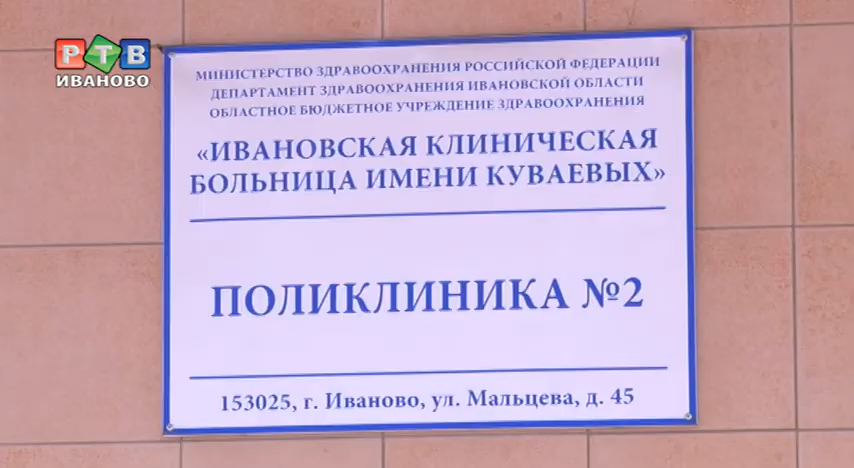 РТВ
ИВАНОВО
МИНИСТЕРСТВО ЗДРАВООХРАНЕНИЯ РОССИЙСКОЙ ФЕДЕРАЦИИ
ДЕПАРТАМЕНТ ЗДРАВООХРАНЕНИЯ ИВАНОВСКОЙ ОБЛАСТИ
ОБЛАСТНОЕ БЮДЖЕТНОЕ УЧРЕЖДЕНИЕ ЗДРАВООХРАНЕНИЯ
«ИВАНОВСКАЯ КЛИНИЧЕСКАЯ
БОЛЬНИЦА ИМЕНИ КУВАЕВЫХ»
ПОЛИКЛИНИКА №2
153025, г. Иваново, ул. Мальцева, д. 45